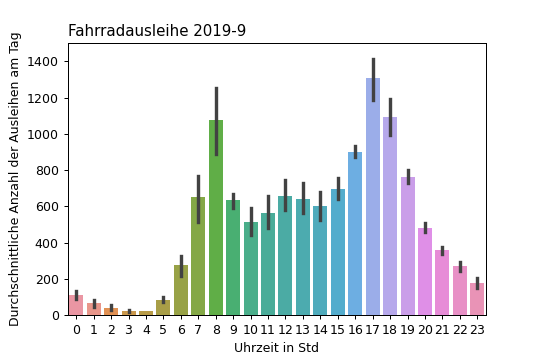 Fahrradausleihe 2019-9
Durchschnittliche Anzahl der Ausleihen am Tag
1400
1200
1000
800
600
400
200
0
0 1 2 3 4 5 6 7 8 9 10 11 12 13 14 15 16 17 18 19 20 21 22 23
Uhrzeit in Std